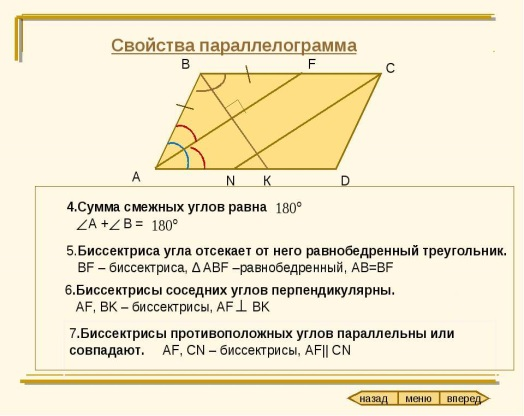 Свойства параллелограмма
B F C
A N K D
4.Сумма смежных углов равна 180°
∠A +∠B = 180°
5.Биссектриса угла отсекает от него равнобедренный треугольник.
BF – биссектриса, Δ ABF –равнобедренный, AB=BF
6.Биссектрисы соседних углов перпендикулярны.
AF, BK – биссектрисы, AF⊥ BK
7.Биссектрисы противоположных углов параллельны или
совпадают. AF, CN – биссектрисы, AF|| CN
назад меню вперед